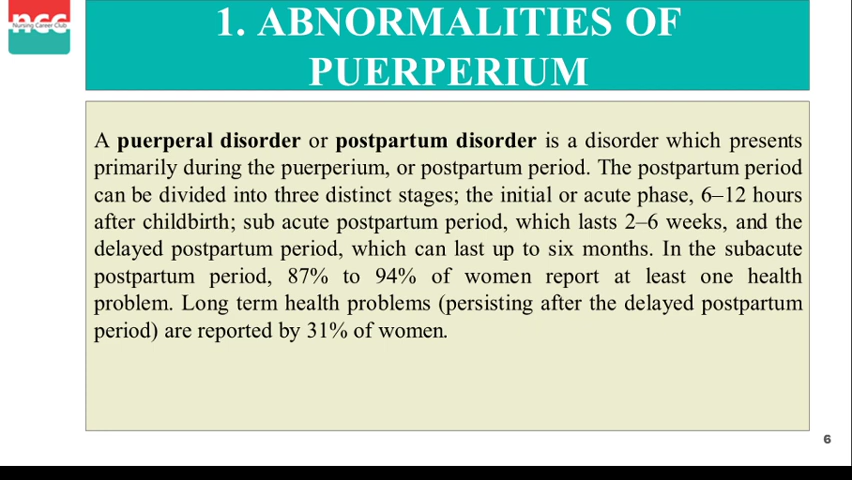 ncc
Nursing Career Club
1. ABNORMALITIES OF
PUERPERIUM
A puerperal disorder or postpartum disorder is a disorder which presents
primarily during the puerperium, or postpartum period. The postpartum period
can be divided into three distinct stages; the initial or acute phase, 6–12 hours
after childbirth; sub acute postpartum period, which lasts 2–6 weeks, and the
delayed postpartum period, which can last up to six months. In the subacute
postpartum period, 87% to 94% of women report at least one health
problem. Long term health problems (persisting after the delayed postpartum
period) are reported by 31% of women.
6